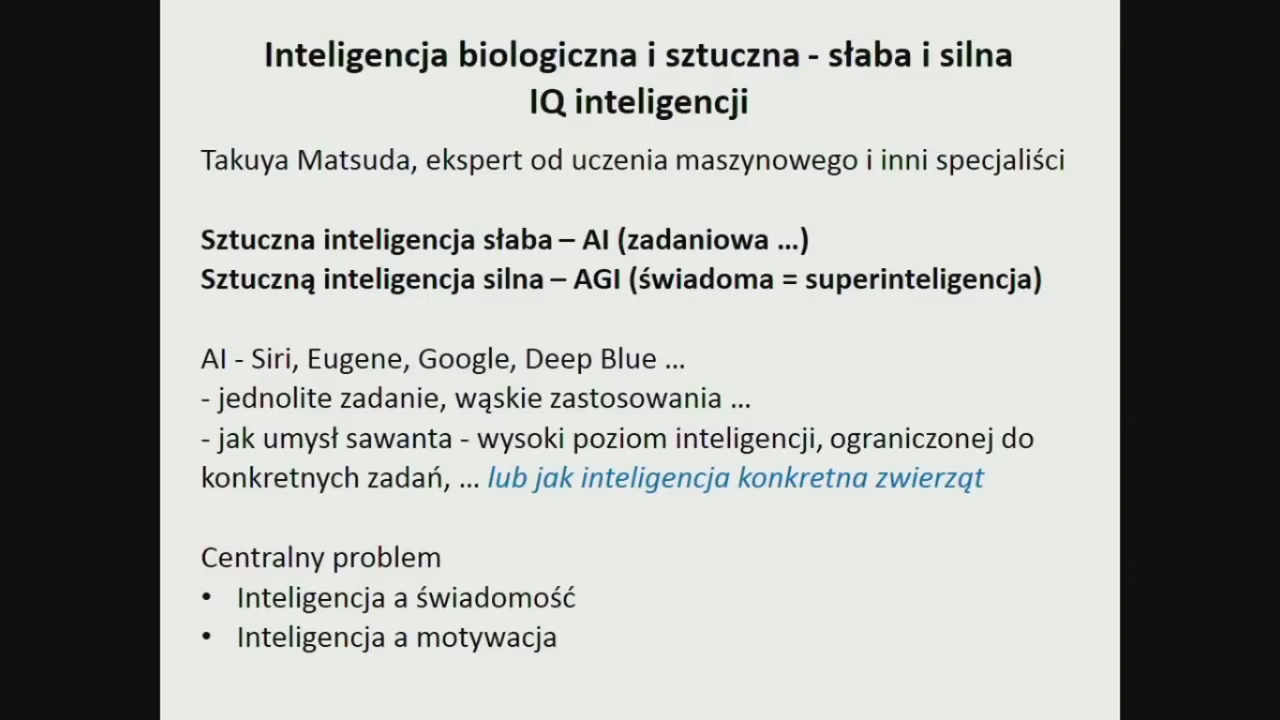 Inteligencja biologiczna i sztuczna - słaba i silna
IQ inteligencji
Takuya Matsuda, ekspert od uczenia maszynowego i inni specjaliści
Sztuczna inteligencja słaba – AI (zadaniowa ...)
Sztuczną inteligencja silna – AGI (świadoma = superinteligencja)
AI - Siri, Eugene, Google, Deep Blue ...
- jednolite zadanie, wąskie zastosowania ...
- jak umysł sawanta - wysoki poziom inteligencji, ograniczonej do
konkretnych zadań, ... lub jak inteligencja konkretna zwierząt
Centralny problem
• Inteligencja a świadomość
• Inteligencja a motywacja